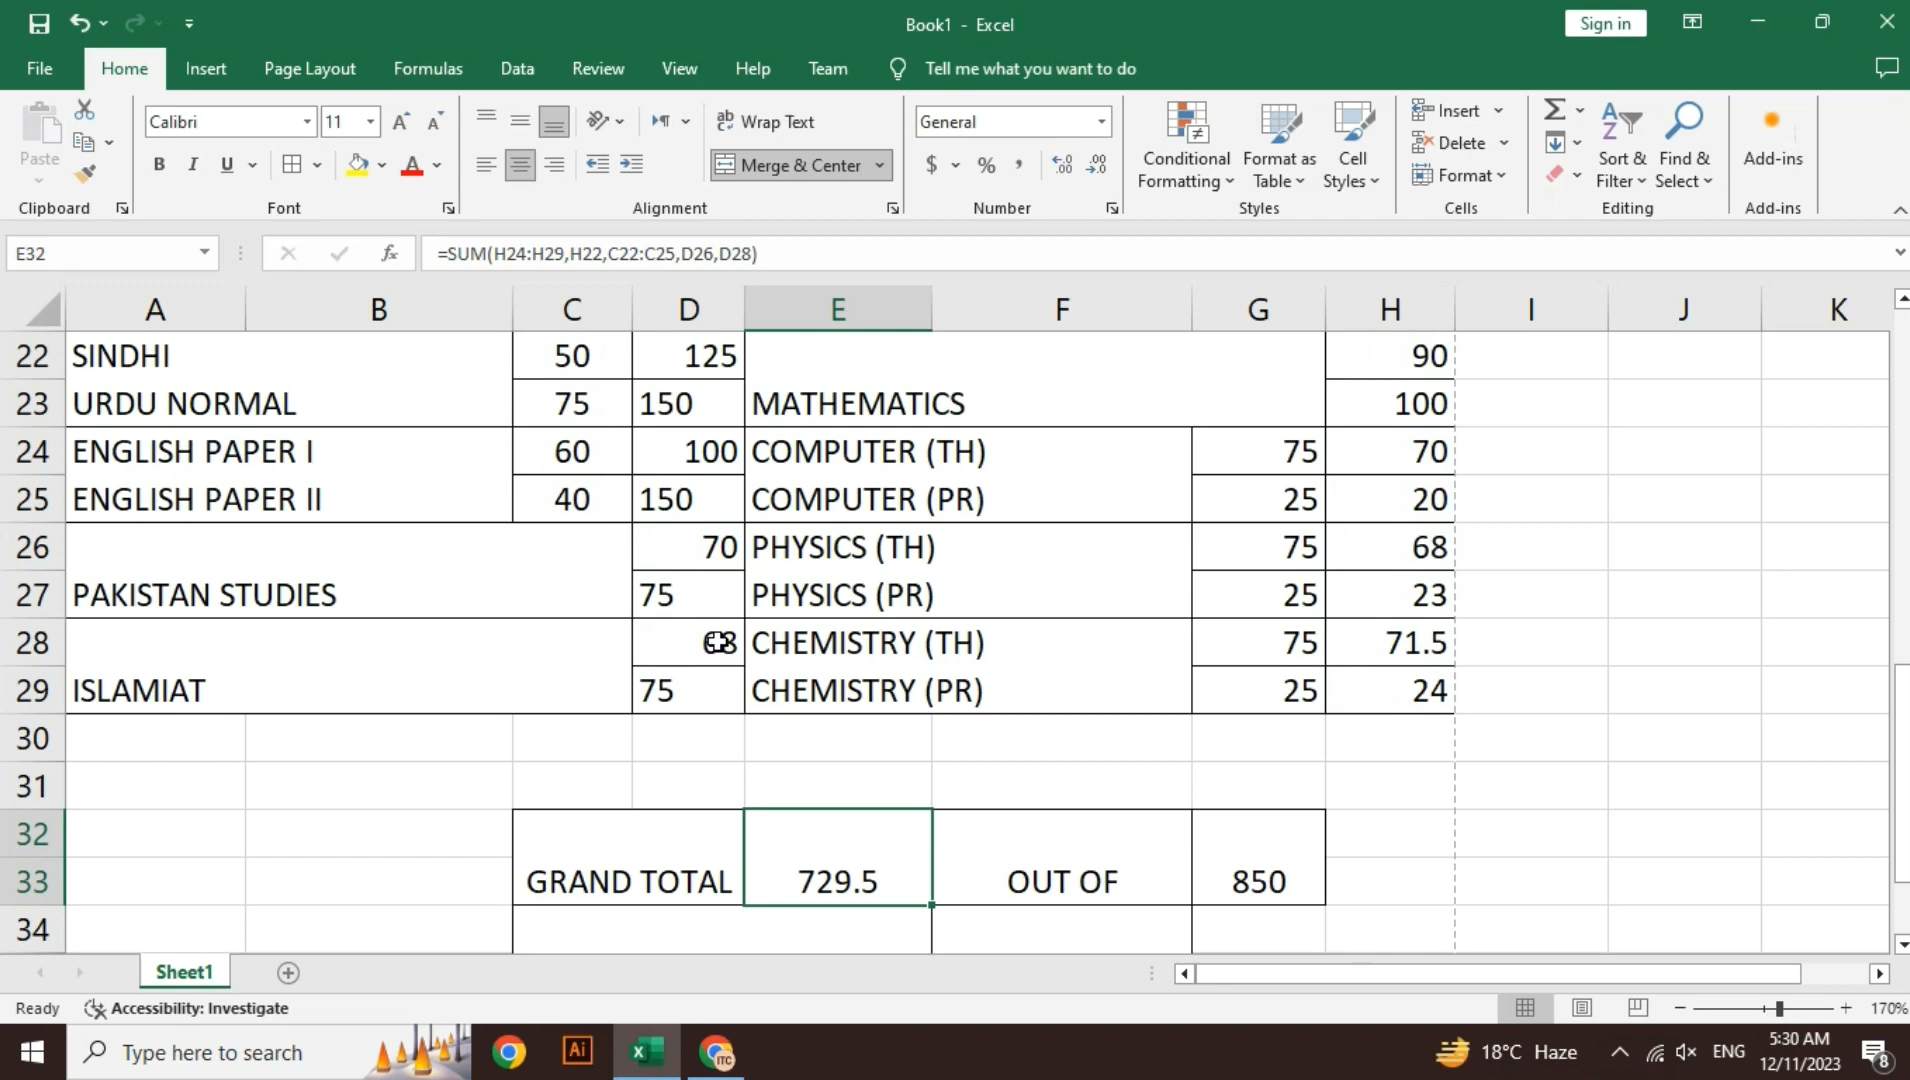 Book1 - Excel
Sign in
File Home Insert Page Layout Formulas Data Review View Help Team Tell me what you want to do
Paste
Calibri 11
B I U
ab Wrap Text
Merge & Center
General
$ % ,
Conditional Formatting
Format as Table
Cell Styles
Insert
Delete
Format
Sort & Filter
Find & Select
Add-ins
Clipboard Font Alignment Number Styles Cells Editing Add-ins
E32 fx =SUM(H24:H29,H22,C22:C25,D26,D28)
A B C D E F G H I J K
22 SINDHI 50 125 90
23 URDU NORMAL 75 150 MATHEMATICS 100
24 ENGLISH PAPER I 60 100 COMPUTER (TH) 75 70
25 ENGLISH PAPER II 40 150 COMPUTER (PR) 25 20
26 70 PHYSICS (TH) 75 68
27 PAKISTAN STUDIES 75 PHYSICS (PR) 25 23
28 CHEMISTRY (TH) 75 71.5
29 ISLAMIAT 75 CHEMISTRY (PR) 25 24
30
31
32
33 GRAND TOTAL 729.5 OUT OF 850
34
Sheet1
Ready Accessibility: Investigate 170%
Type here to search Ai ITC 18°C Haze ENG 5:30 AM
12/11/2023 8